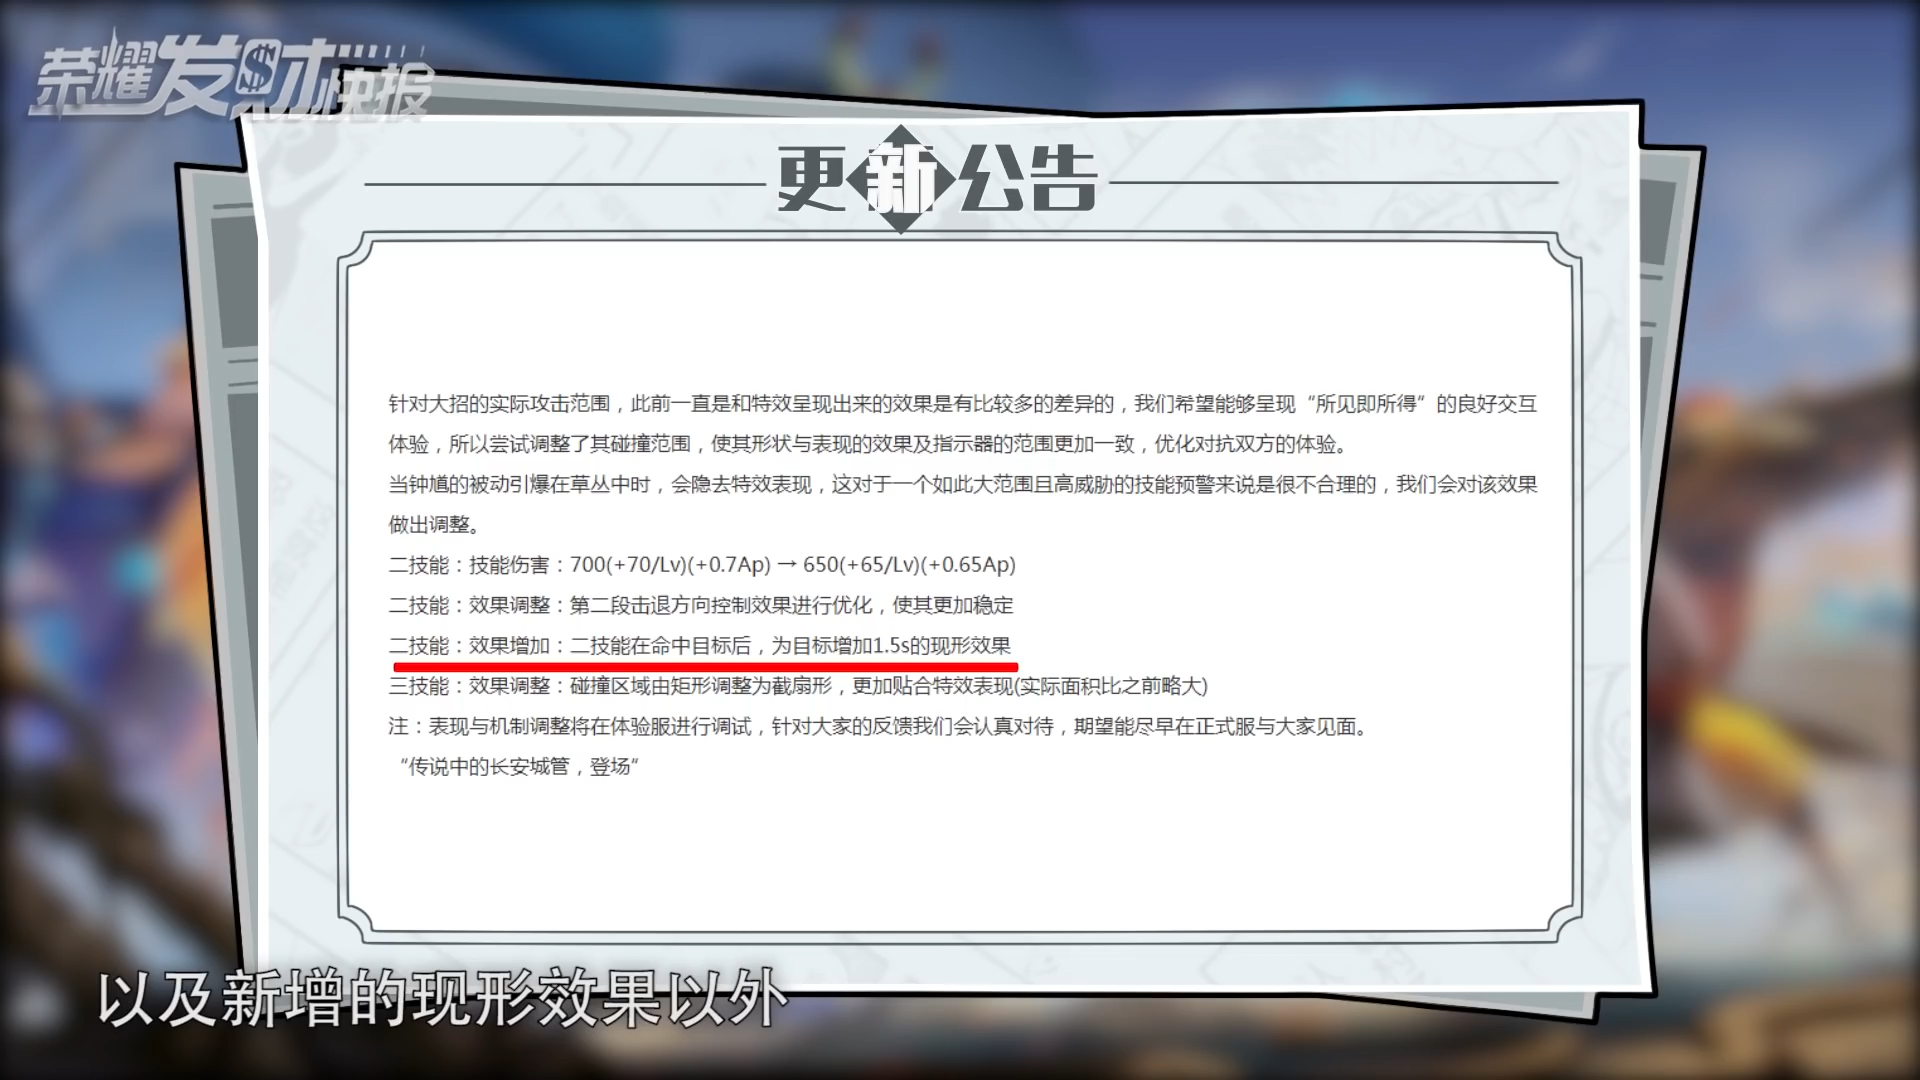 荣耀发财快报
更新公告
针对大招的实际攻击范围，此前一直是和特效呈现出来的效果是有比较多的差异的，我们希望能够呈现“所见即所得”的良好交互
体验，所以尝试调整了其碰撞范围，使其形状与表现的效果及指示器的范围更加一致，优化对抗双方的体验。
当钟馗的被动引爆在草丛中时，会隐去特效表现，这对于一个如此大范围且高威胁的技能预警来说是很不合理的，我们会对该效果
做出调整。
二技能：技能伤害：700(+70/Lv)(+0.7Ap) → 650(+65/Lv)(+0.65Ap)
二技能：效果调整：第二段击退方向控制效果进行优化，使其更加稳定
二技能：效果增加：二技能在命中目标后，为目标增加1.5s的现形效果
三技能：效果调整：碰撞区域由矩形调整为截扇形，更加贴合特效表现(实际面积比之前略大)
注：表现与机制调整将在体验服进行调试，针对大家的反馈我们会认真对待，期望能尽早在正式服与大家见面。
“传说中的长安城管，登场“
以及新增的现形效果以外